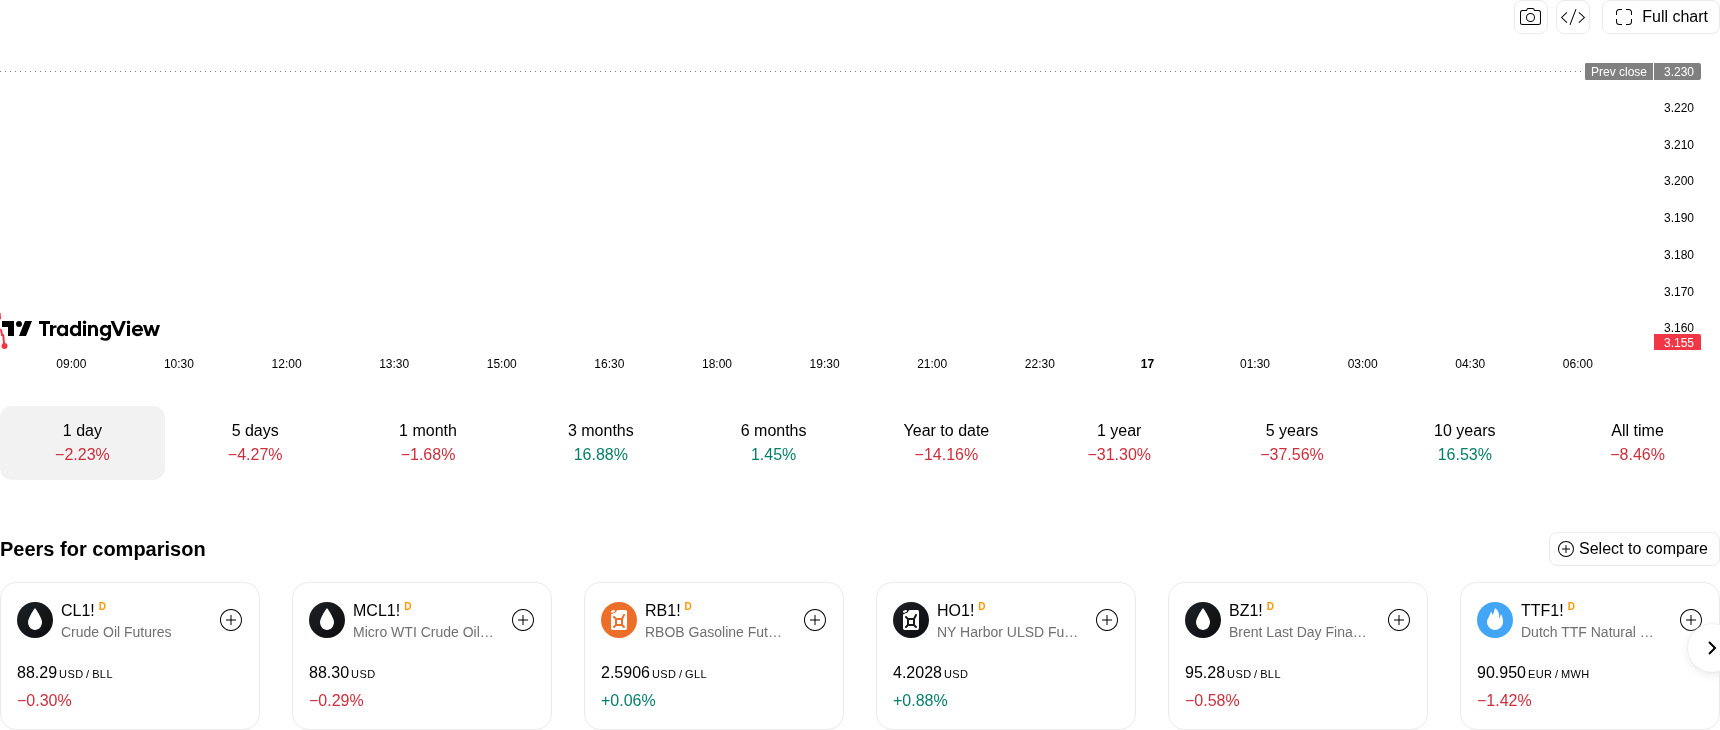 Full chart
Prev close 3.230
3.220
3.210
3.200
3.190
3.180
3.170
3.160
3.155
TradingView
09:00 10:30 12:00 13:30 15:00 16:30 18:00 19:30 21:00 22:30 17 01:30 03:00 04:30 06:00
1 day 5 days 1 month 3 months 6 months Year to date 1 year 5 years 10 years All time
−2.23% −4.27% −1.68% 16.88% 1.45% −14.16% −31.30% −37.56% 16.53% −8.46%
Peers for comparison
Select to compare
CL1! D
Crude Oil Futures
88.29 USD / BLL
−0.30%
MCL1! D
Micro WTI Crude Oil…
88.30 USD
−0.29%
RB1! D
RBOB Gasoline Fut…
2.5906 USD / GLL
+0.06%
HO1! D
NY Harbor ULSD Fu…
4.2028 USD
+0.88%
BZ1! D
Brent Last Day Fina…
95.28 USD / BLL
−0.58%
TTF1! D
Dutch TTF Natural …
90.950 EUR / MWH
−1.42%